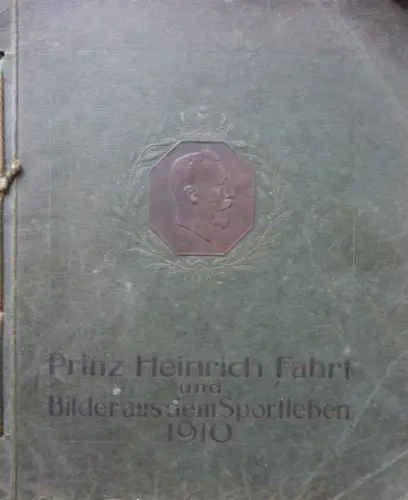 Prinz Heinrich Fahrt
und
Bilder aus dem Sportleben
1910